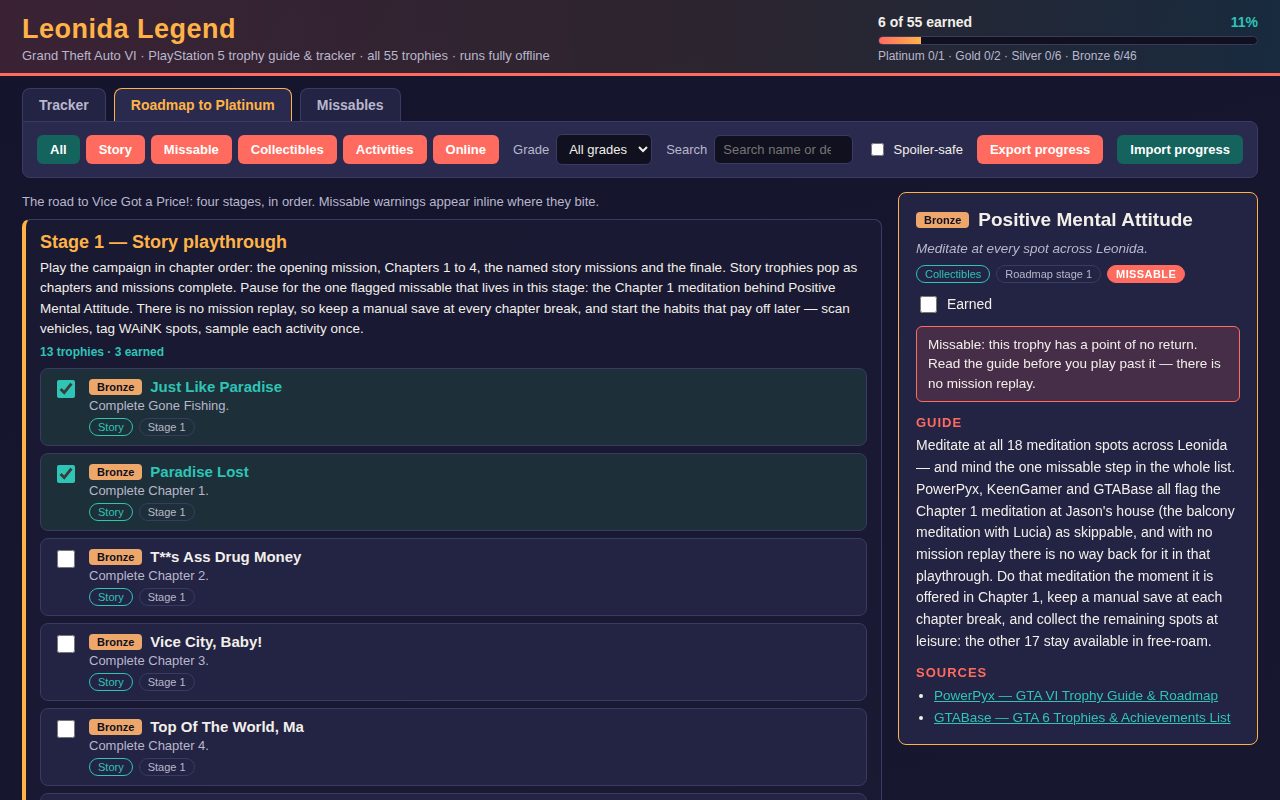 Leonida Legend
Grand Theft Auto VI · PlayStation 5 trophy guide & tracker · all 55 trophies · runs fully offline
6 of 55 earned 11%
Platinum 0/1 · Gold 0/2 · Silver 0/6 · Bronze 6/46
Tracker Roadmap to Platinum Missables
All Story Missable Collectibles Activities Online Grade All grades Search Search name or de Spoiler-safe Export progress Import progress
The road to Vice Got a Price!: four stages, in order. Missable warnings appear inline where they bite.
Stage 1 — Story playthrough
Play the campaign in chapter order: the opening mission, Chapters 1 to 4, the named story missions and the finale. Story trophies pop as
chapters and missions complete. Pause for the one flagged missable that lives in this stage: the Chapter 1 meditation behind Positive
Mental Attitude. There is no mission replay, so keep a manual save at every chapter break, and start the habits that pay off later — scan
vehicles, tag WAiNK spots, sample each activity once.
13 trophies · 3 earned
Bronze Just Like Paradise
Complete Gone Fishing.
Story Stage 1
Bronze Paradise Lost
Complete Chapter 1.
Story Stage 1
Bronze T**s Ass Drug Money
Complete Chapter 2.
Story Stage 1
Bronze Vice City, Baby!
Complete Chapter 3.
Story Stage 1
Bronze Top Of The World, Ma
Complete Chapter 4.
Story Stage 1
Bronze Positive Mental Attitude
Meditate at every spot across Leonida.
Collectibles Roadmap stage 1 MISSABLE
Earned
Missable: this trophy has a point of no return.
Read the guide before you play past it — there is
no mission replay.
GUIDE
Meditate at all 18 meditation spots across Leonida
— and mind the one missable step in the whole list.
PowerPyx, KeenGamer and GTABase all flag the
Chapter 1 meditation at Jason's house (the balcony
meditation with Lucia) as skippable, and with no
mission replay there is no way back for it in that
playthrough. Do that meditation the moment it is
offered in Chapter 1, keep a manual save at each
chapter break, and collect the remaining spots at
leisure: the other 17 stay available in free-roam.
SOURCES
• PowerPyx — GTA VI Trophy Guide & Roadmap
• GTABase — GTA 6 Trophies & Achievements List